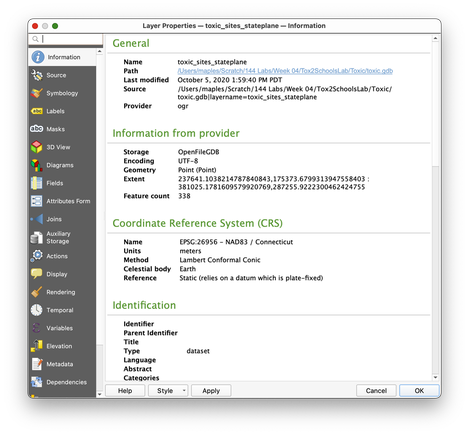 Layer Properties — toxic_sites_stateplane — Information
Information
Source
Symbology
Labels
Masks
3D View
Diagrams
Fields
Attributes Form
Joins
Auxiliary
Storage
Actions
Display
Rendering
Temporal
Variables
Elevation
Metadata
Dependencies
General
Name toxic_sites_stateplane
Path /Users/maples/Scratch/144 Labs/Week 04/Tox2SchoolsLab/Toxic/toxic.gdb
Last modified October 5, 2020 1:59:40 PM PDT
Source /Users/maples/Scratch/144 Labs/Week 04/Tox2SchoolsLab/Toxic/
toxic.gdb|layername=toxic_sites_stateplane
Provider ogr
Information from provider
Storage OpenFileGDB
Encoding UTF-8
Geometry Point (Point)
Extent 237641.1038214787840843,175373.6799313947558403 :
381025.1781609579920769,287255.9222300462424755
Feature count 338
Coordinate Reference System (CRS)
Name EPSG:26956 - NAD83 / Connecticut
Units meters
Method Lambert Conformal Conic
Celestial body Earth
Reference Static (relies on a datum which is plate-fixed)
Identification
Identifier
Parent Identifier
Title
Type dataset
Language
Abstract
Categories
Help Style Apply Cancel OK